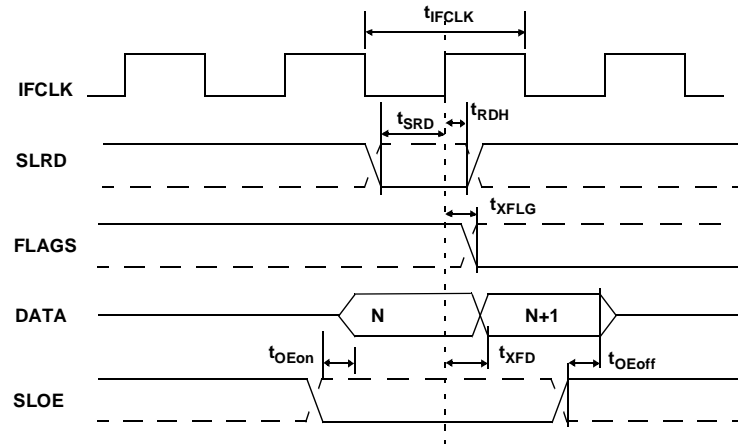 tIFCLK
IFCLK
tSRD
tRDH
SLRD
tXFLG
FLAGS
DATA
N
N+1
tOEon
tXFD
tOEoff
SLOE